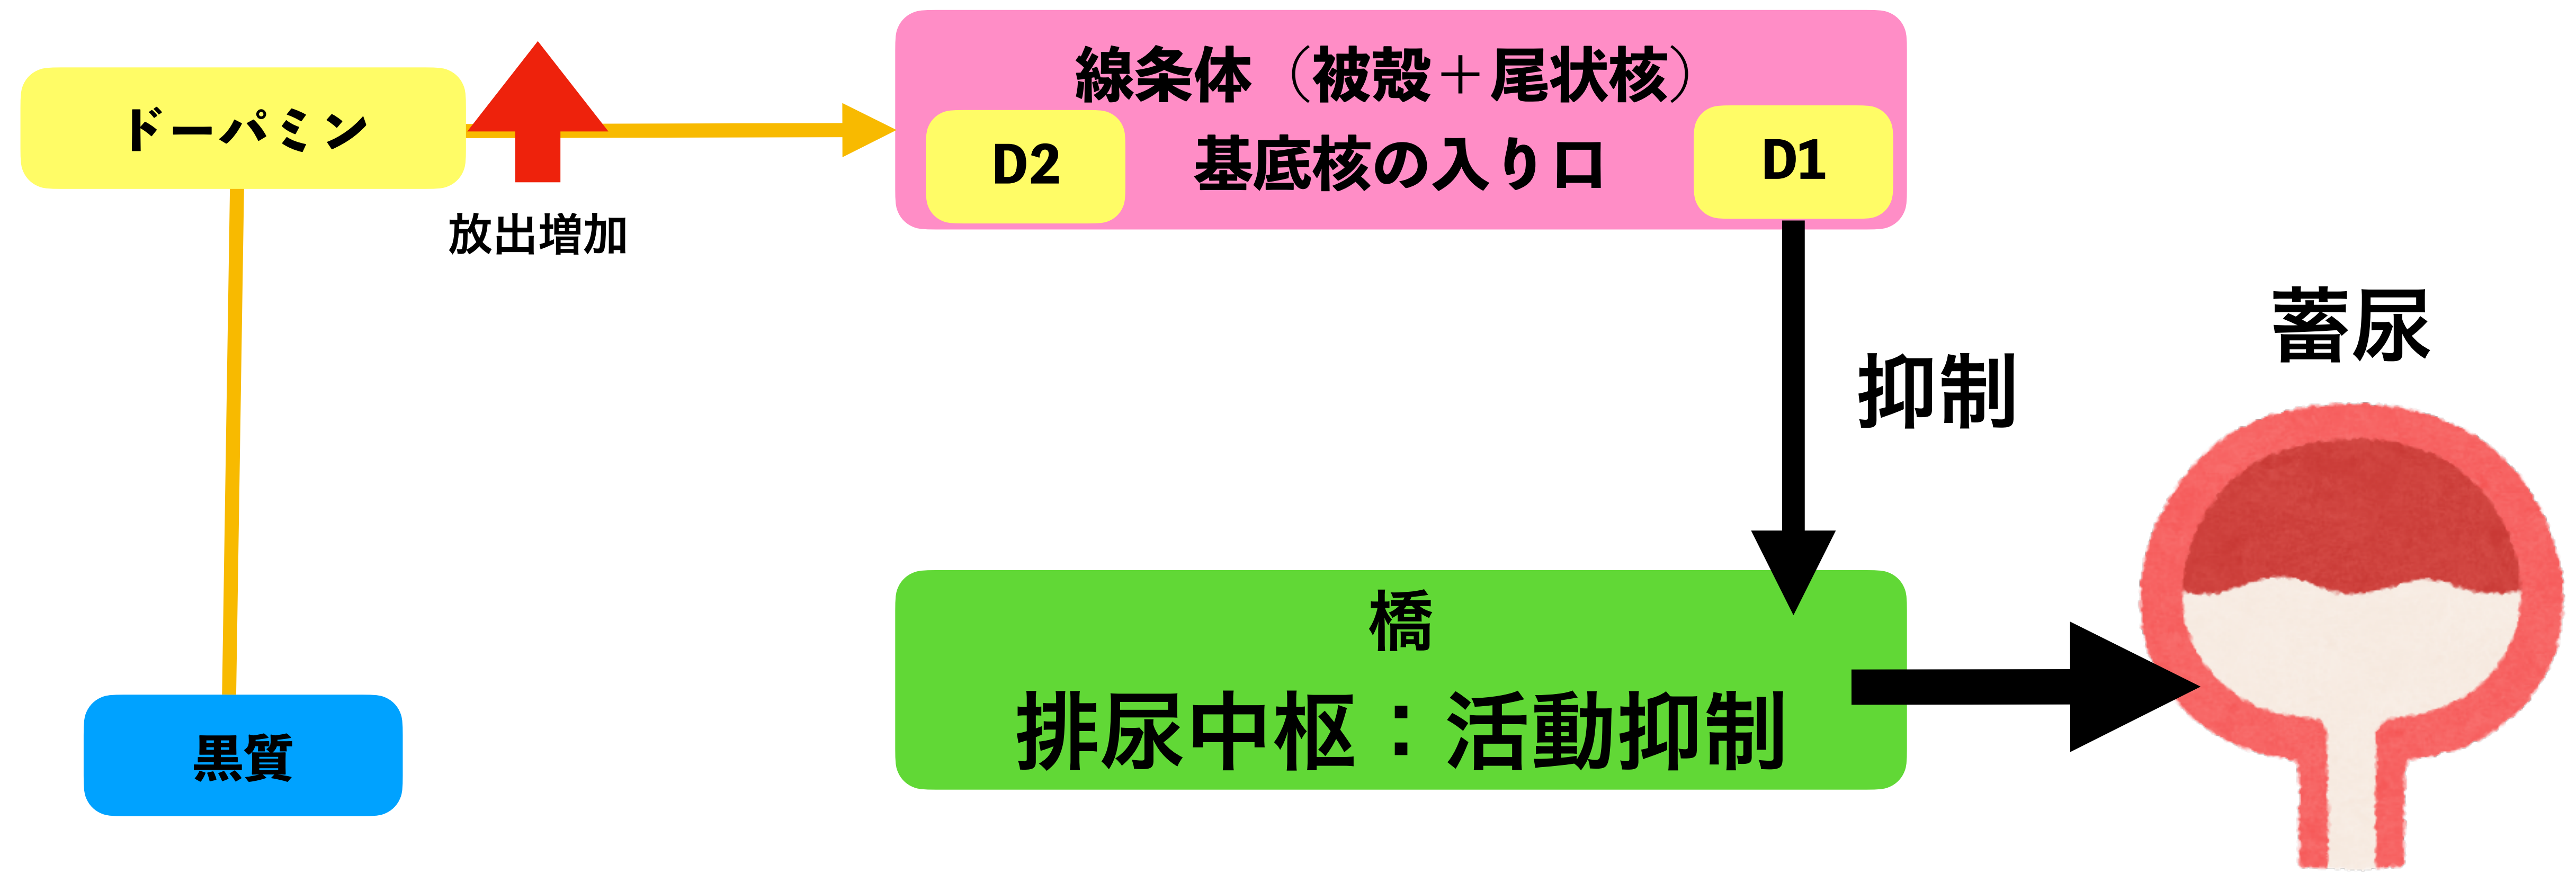 線条体（被殻＋尾状核）
ドーパミン
D2
基底核の入り口
D1
放出増加
蓄尿
抑制
橋
排尿中枢：活動抑制
黒質